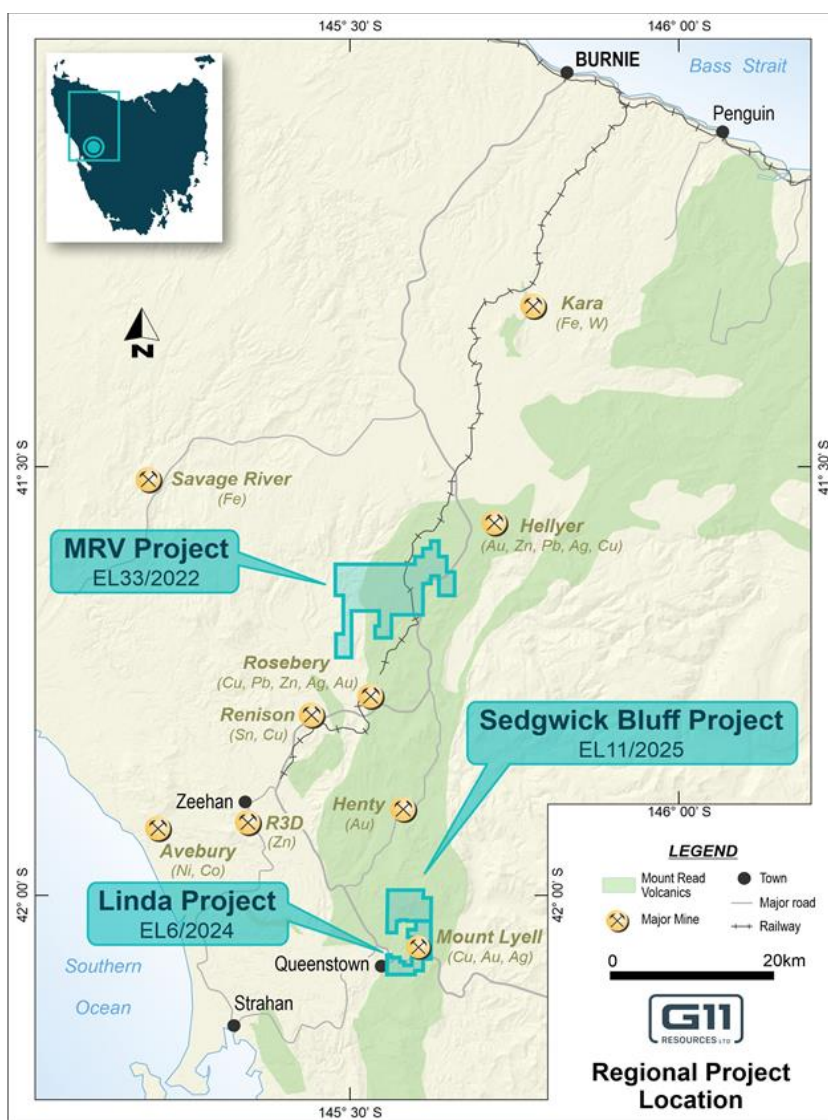 145° 30' S
146° 00' S
BURNIE
Bass Strait
Penguin
N
Kara
(Fe, W)
41° 30' S
41° 30' S
Savage River
(Fe)
Hellyer
(Au, Zn, Pb, Ag, Cu)
MRV Project
EL33/2022
Rosebery
(Cu, Pb, Zn, Ag, Au)
Renison
(Sn, Cu)
Sedgwick Bluff Project
EL11/2025
Zeehan
Henty
(Au)
R3D
(Zn)
Avebury
(Ni, Co)
146° 00' S
42° 00' S
42° 00' S
Linda Project
EL6/2024
Mount Lyell
(Cu, Au, Ag)
Queenstown
Southern
Ocean
Strahan
145° 30' S
LEGEND
Mount Read
Volcanics
Town
Major road
Major Mine
Railway
0
20km
G11
RESOURCES LTD
Regional Project
Location